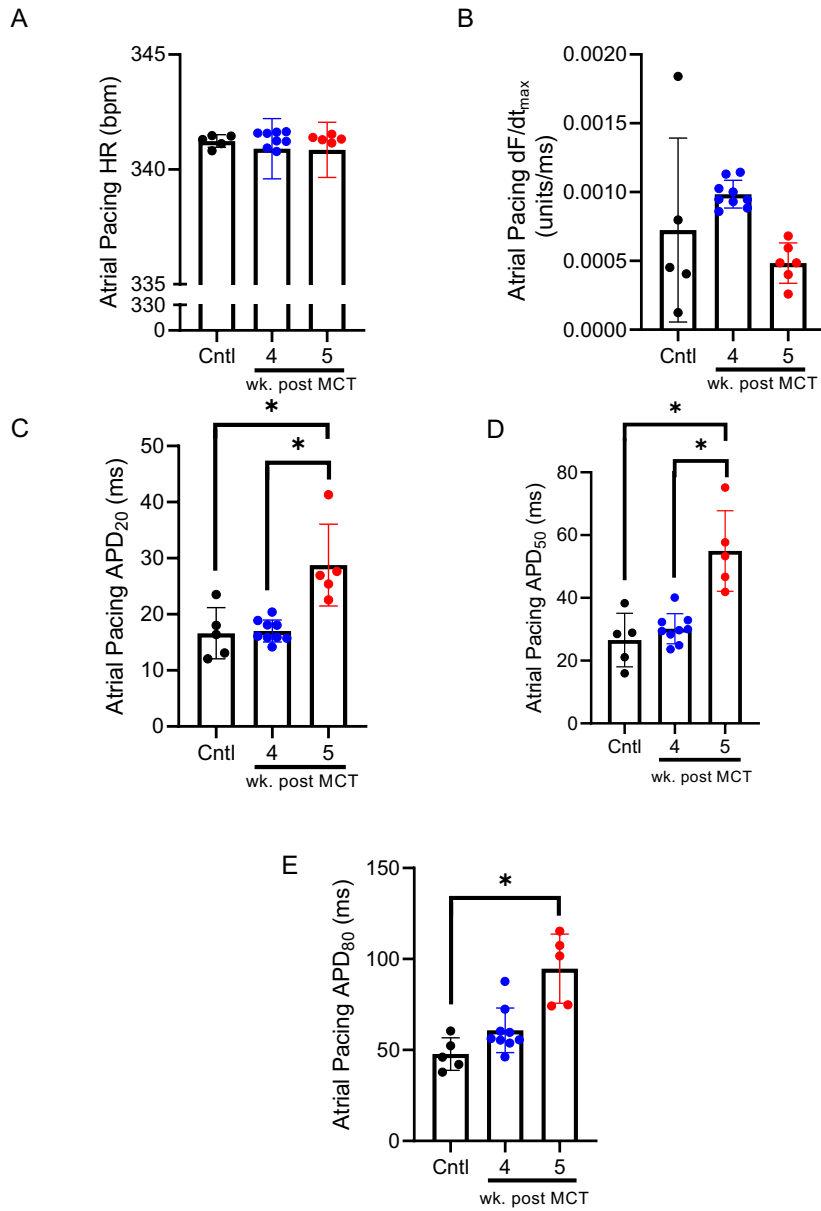 A
Atrial Pacing HR (bpm)
345
340
335
330
0
Cntl
4
5
wk. post MCT
B
Atrial Pacing dF/dtmax
(units/ms)
0.0020
0.0015
0.0010
0.0005
0.0000
Cntl
4
5
wk. post MCT
C
Atrial Pacing APD20 (ms)
50
40
30
20
10
0
*
*
Cntl
4
5
wk. post MCT
D
Atrial Pacing APD50 (ms)
80
60
40
20
0
*
*
Cntl
4
5
wk. post MCT
E
Atrial Pacing APD80 (ms)
150
100
50
0
*
Cntl
4
5
wk. post MCT